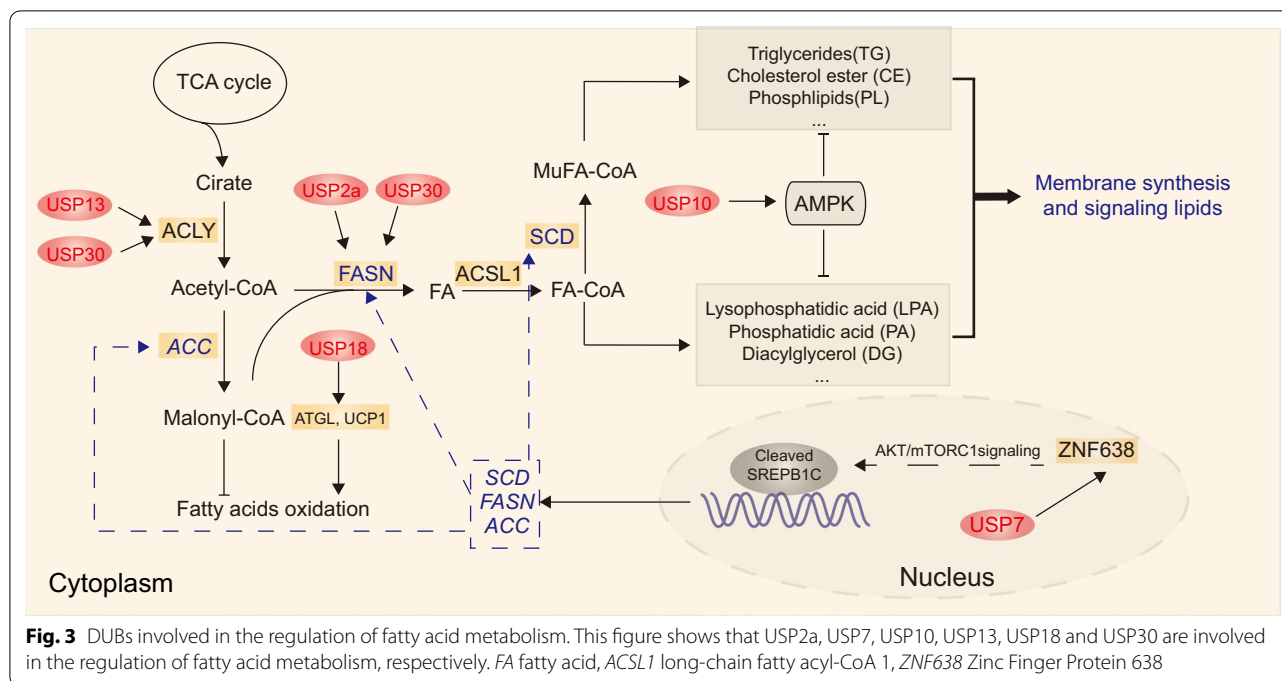 TCA cycle
Cirate
USP13
USP30
ACLY
Acetyl-CoA
ACC
Malonyl-CoA
Fatty acids oxidation
USP2a
USP30
FASN
USP18
ATGL, UCP1
FA
ACSL1
SCD
FA-CoA
MuFA-CoA
Triglycerides(TG)
Cholesterol ester (CE)
Phosphlipids(PL)
...
USP10
AMPK
Lysophosphatidic acid (LPA)
Phosphatidic acid (PA)
Diacylglycerol (DG)
...
Membrane synthesis
and signaling lipids
SCD
FASN
ACC
Cleaved
SREPB1C
AKT/mTORC1signaling
ZNF638
USP7
Nucleus
Cytoplasm
Fig. 3 DUBs involved in the regulation of fatty acid metabolism. This figure shows that USP2a, USP7, USP10, USP13, USP18 and USP30 are involved
in the regulation of fatty acid metabolism, respectively. FA fatty acid, ACSL1 long-chain fatty acyl-CoA 1, ZNF638 Zinc Finger Protein 638